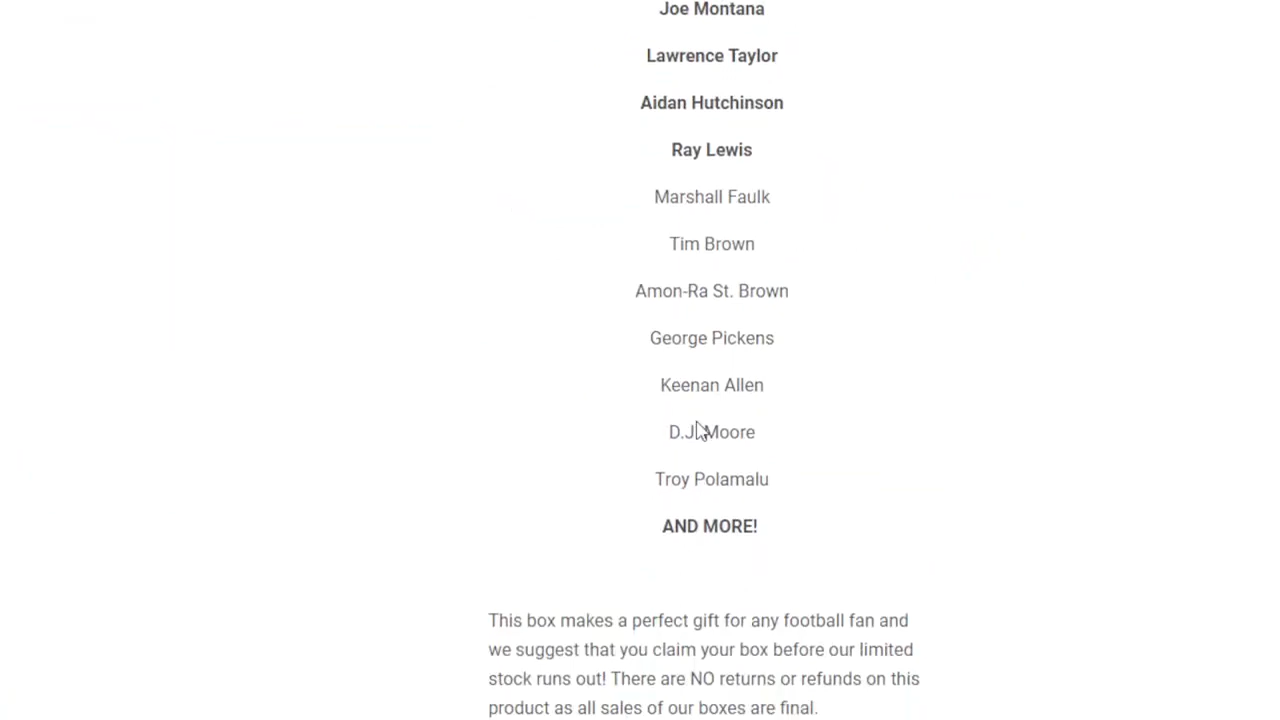 Joe Montana
Lawrence Taylor
Aidan Hutchinson
Ray Lewis
Marshall Faulk
Tim Brown
Amon-Ra St. Brown
George Pickens
Keenan Allen
D.J. Moore
Troy Polamalu
AND MORE!
This box makes a perfect gift for any football fan and
we suggest that you claim your box before our limited
stock runs out! There are NO returns or refunds on this
product as all sales of our boxes are final.